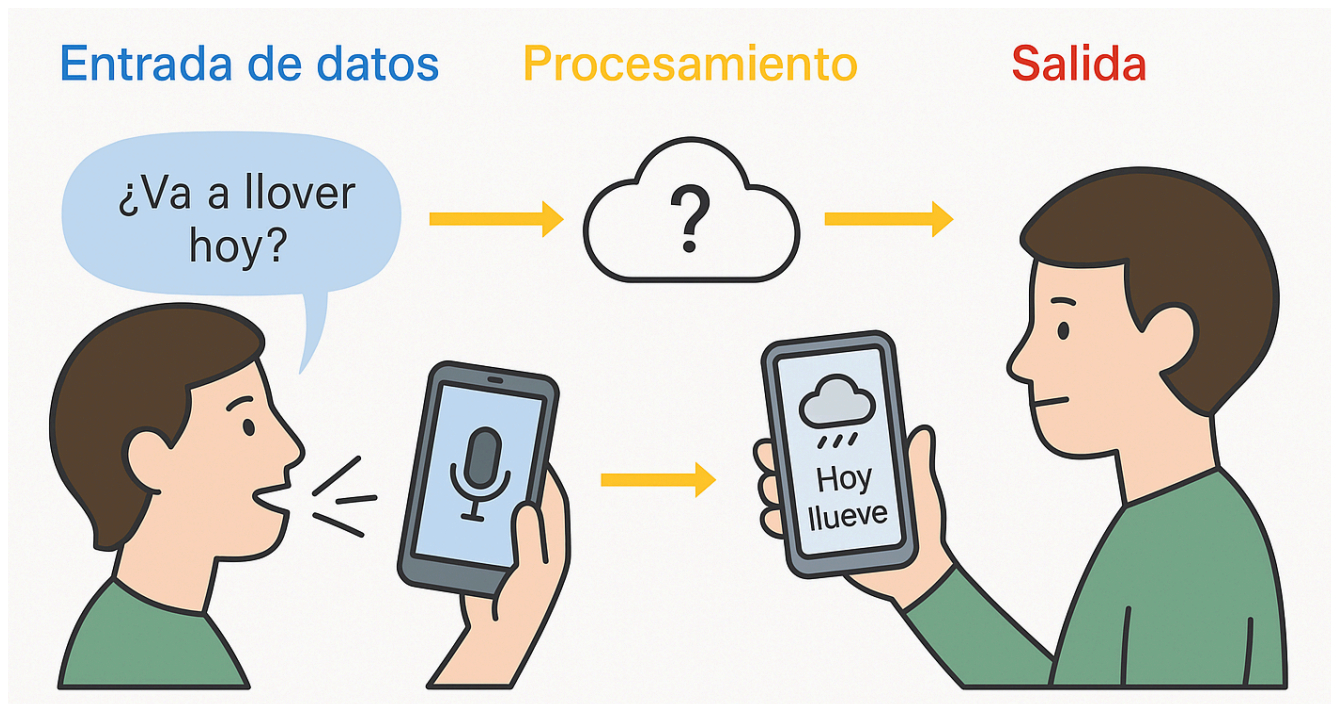 Entrada de datos
Procesamiento
Salida
¿Va a llover
hoy?
?
Hoy
llueve